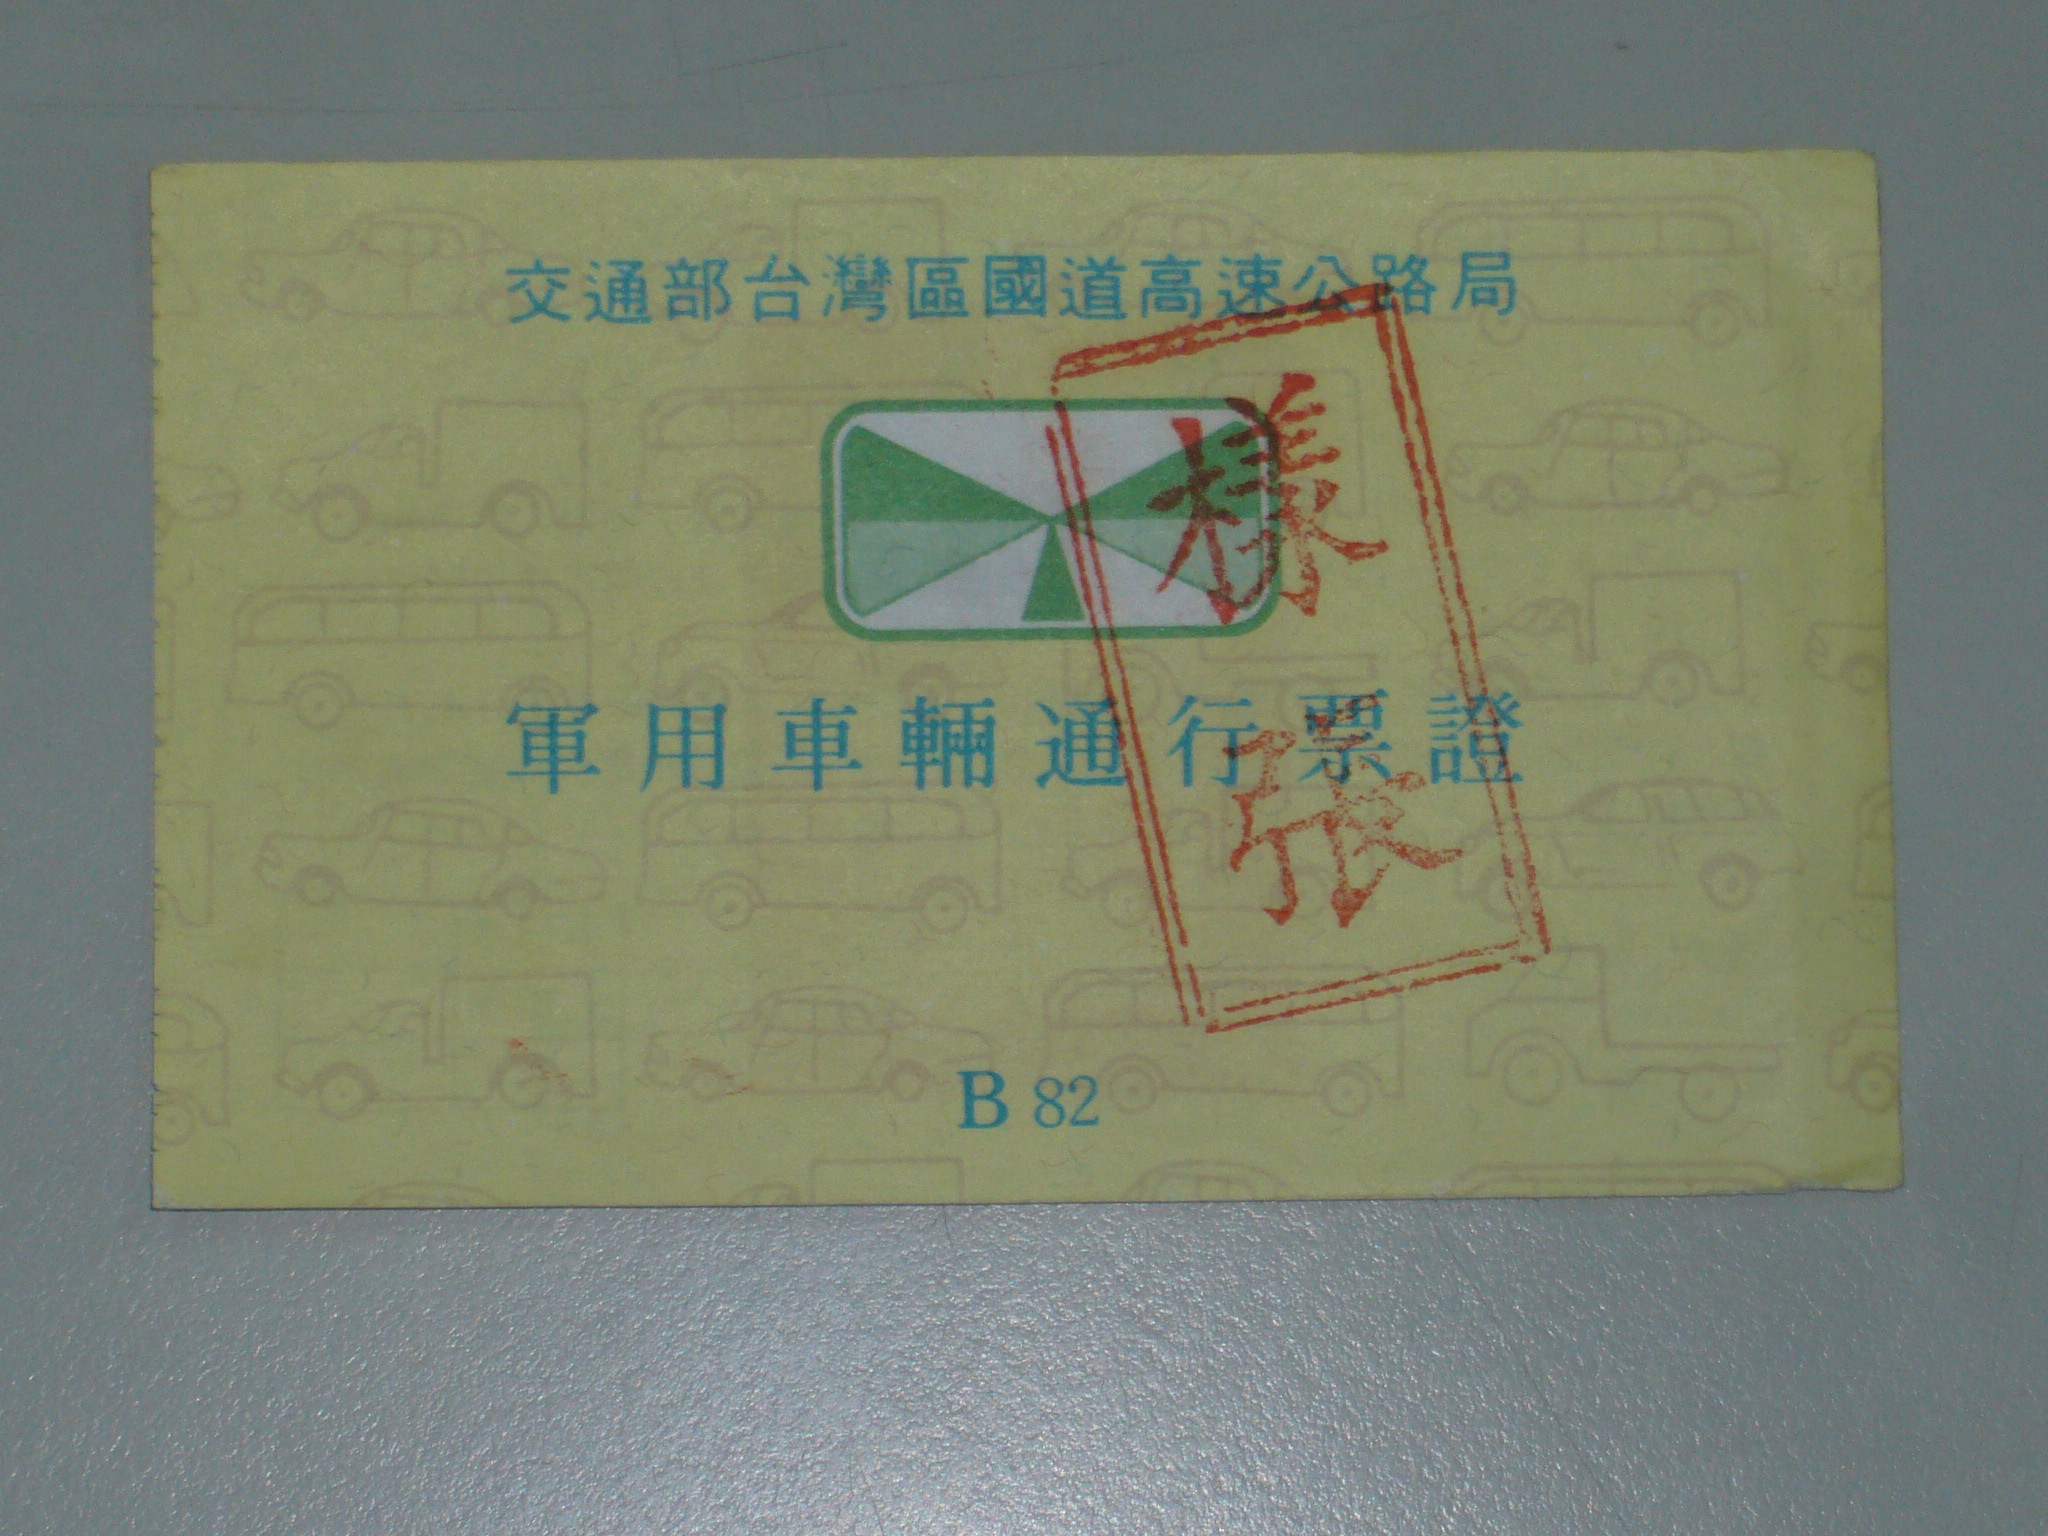 交通部台灣區國道高速公路局
樣張
軍用車輛通行票證
B 82